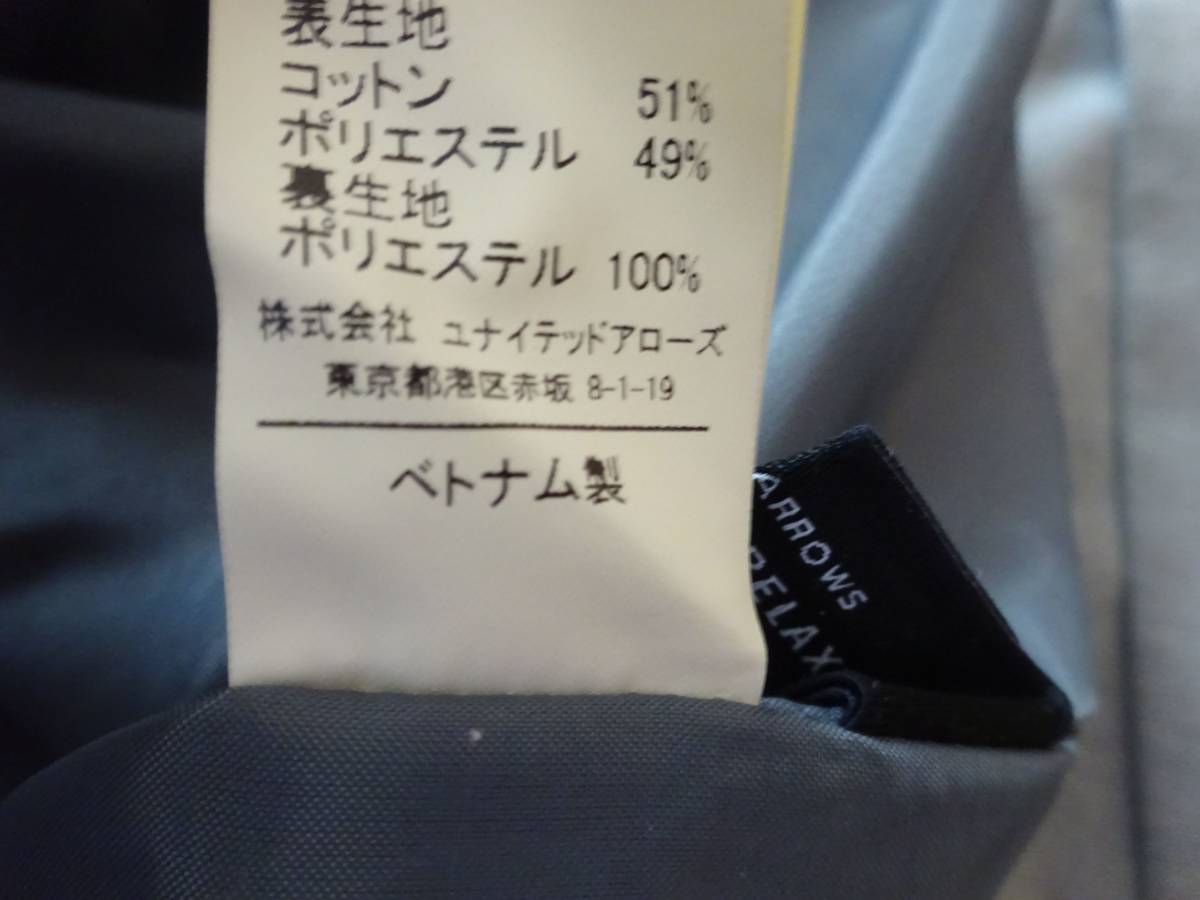 表生地
コットン 51%
ポリエステル 49%
裏生地
ポリエステル 100%
株式会社 ユナイテッドアローズ
東京都港区赤坂 8-1-19
ベトナム製
ARROWS
RELAX